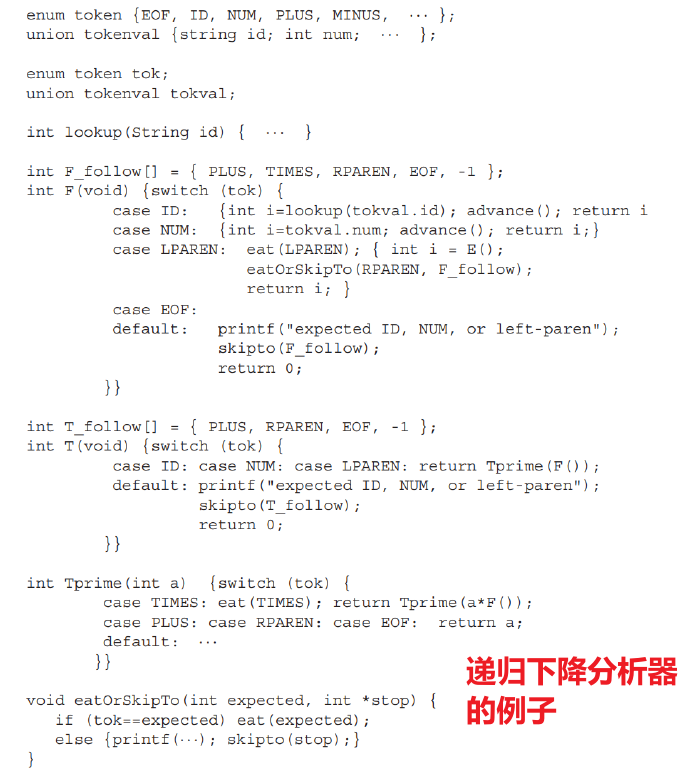 enum token {EOF, ID, NUM, PLUS, MINUS, ··· };
union tokenval {string id; int num; ··· };
enum token tok;
union tokenval tokval;
int lookup(String id) { ··· }
int F_follow[] = { PLUS, TIMES, RPAREN, EOF, -1 };
int F(void) {switch (tok) {
case ID: {int i=lookup(tokval.id); advance(); return i
case NUM: {int i=tokval.num; advance(); return i;}
case LPAREN: eat(LPAREN); { int i = E();
eatOrSkipTo(RPAREN, F_follow);
return i; }
case EOF:
default: printf("expected ID, NUM, or left-paren");
skipto(F_follow);
return 0;
}}
int T_follow[] = { PLUS, RPAREN, EOF, -1 };
int T(void) {switch (tok) {
case ID: case NUM: case LPAREN: return Tprime(F());
default: printf("expected ID, NUM, or left-paren");
skipto(T_follow);
return 0;
}}
int Tprime(int a) {switch (tok) {
case TIMES: eat(TIMES); return Tprime(a*F());
case PLUS: case RPAREN: case EOF: return a;
default: ···
}}
void eatOrSkipTo(int expected, int *stop) {
if (tok==expected) eat(expected);
else {printf(···); skipto(stop);}
}
递归下降分析器
的例子